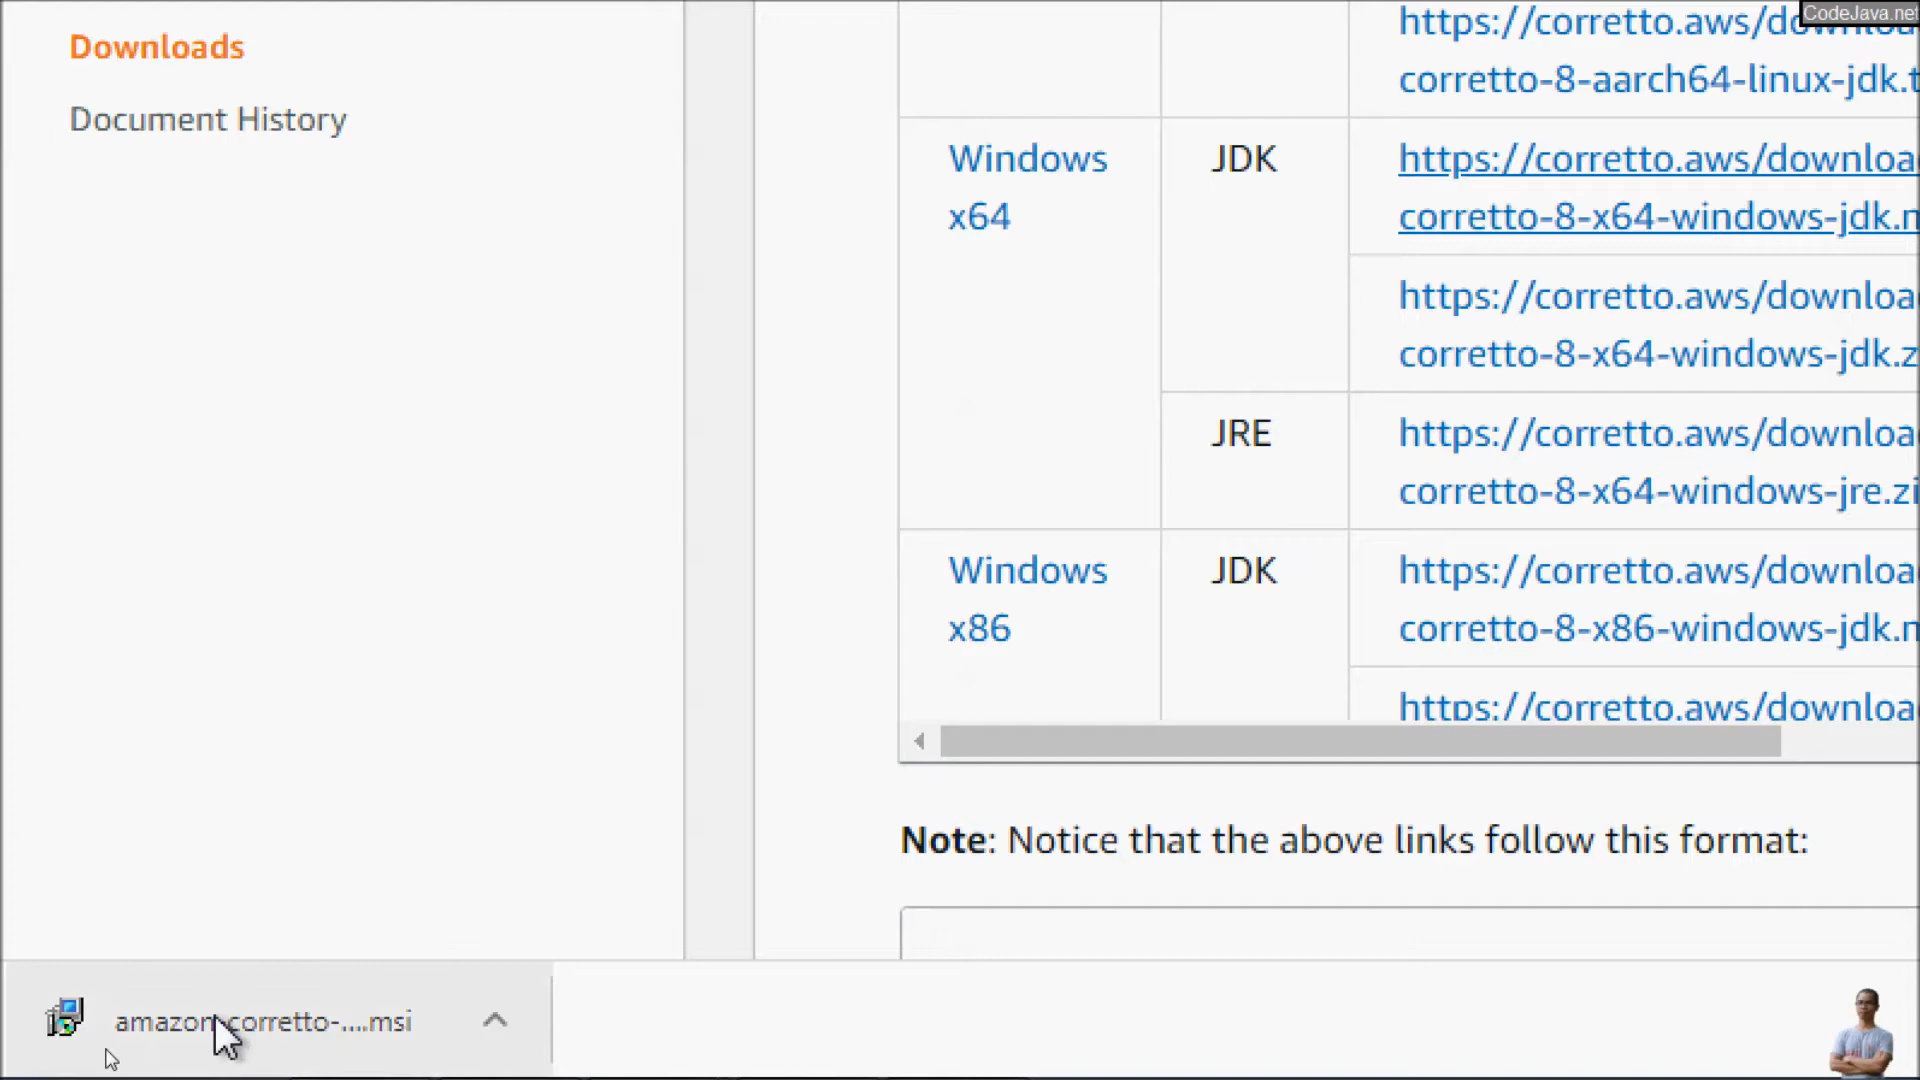 CodeJava.net
Downloads
Document History
https://corretto.aws/do
corretto-8-aarch64-linux-jdk.t
Windows
x64
JDK
https://corretto.aws/downloa
corretto-8-x64-windows-jdk.m
https://corretto.aws/downloa
corretto-8-x64-windows-jdk.z
JRE
https://corretto.aws/downloa
corretto-8-x64-windows-jre.zi
Windows
x86
JDK
https://corretto.aws/downloa
corretto-8-x86-windows-jdk.m
https://corretto.aws/downloa
Note: Notice that the above links follow this format:
amazon-corretto-....msi